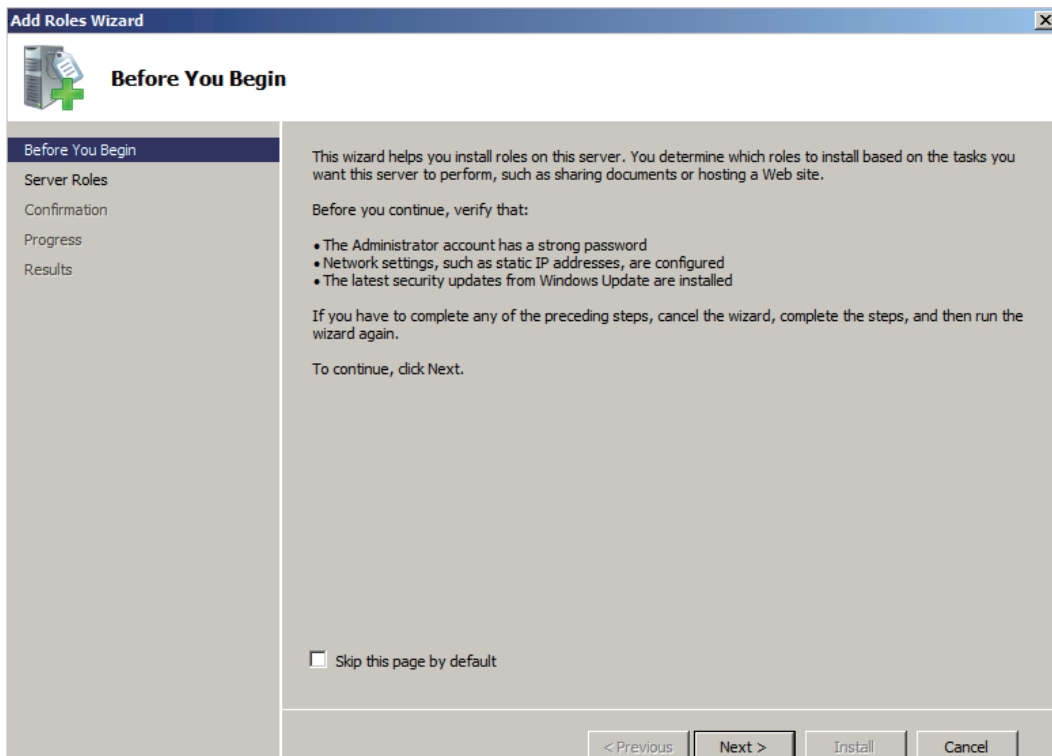 Add Roles Wizard
Before You Begin
Before You Begin
Server Roles
Confirmation
Progress
Results
This wizard helps you install roles on this server. You determine which roles to install based on the tasks you
want this server to perform, such as sharing documents or hosting a Web site.
Before you continue, verify that:
• The Administrator account has a strong password
• Network settings, such as static IP addresses, are configured
• The latest security updates from Windows Update are installed
If you have to complete any of the preceding steps, cancel the wizard, complete the steps, and then run the
wizard again.
To continue, click Next.
Skip this page by default
< Previous
Next >
Install
Cancel